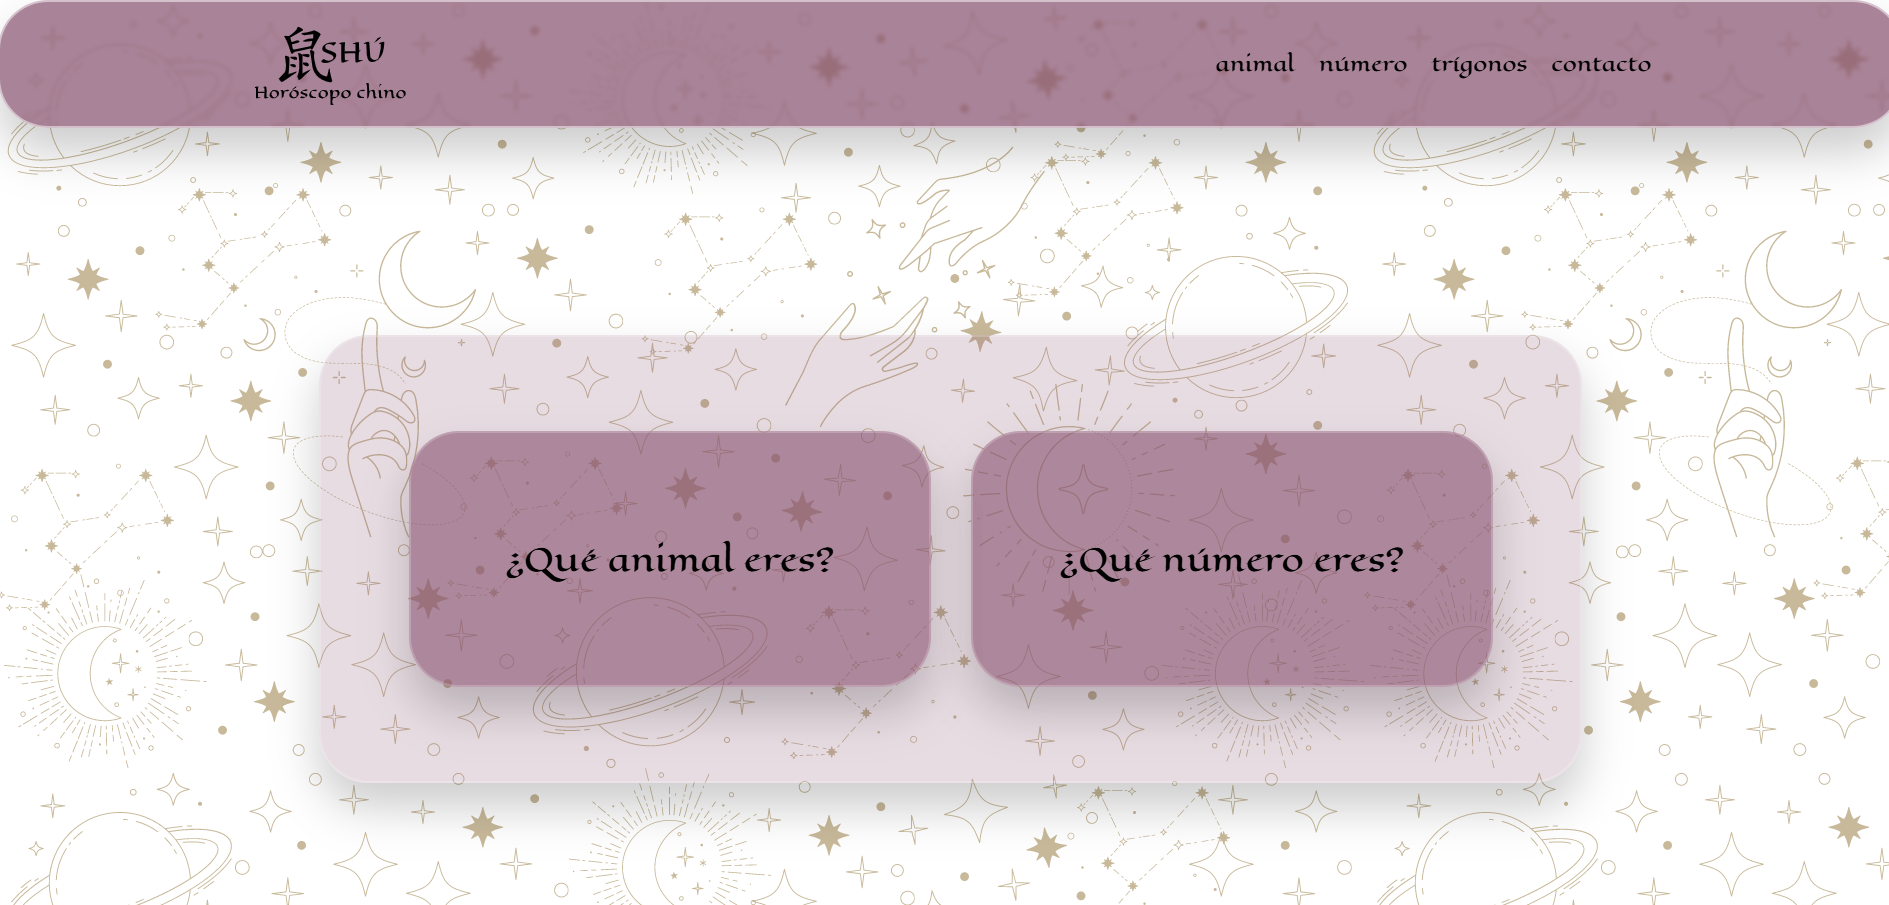 鼠SHÚ
Horóscopo chino
animal número trígonos contacto
¿Qué animal eres?
¿Qué número eres?